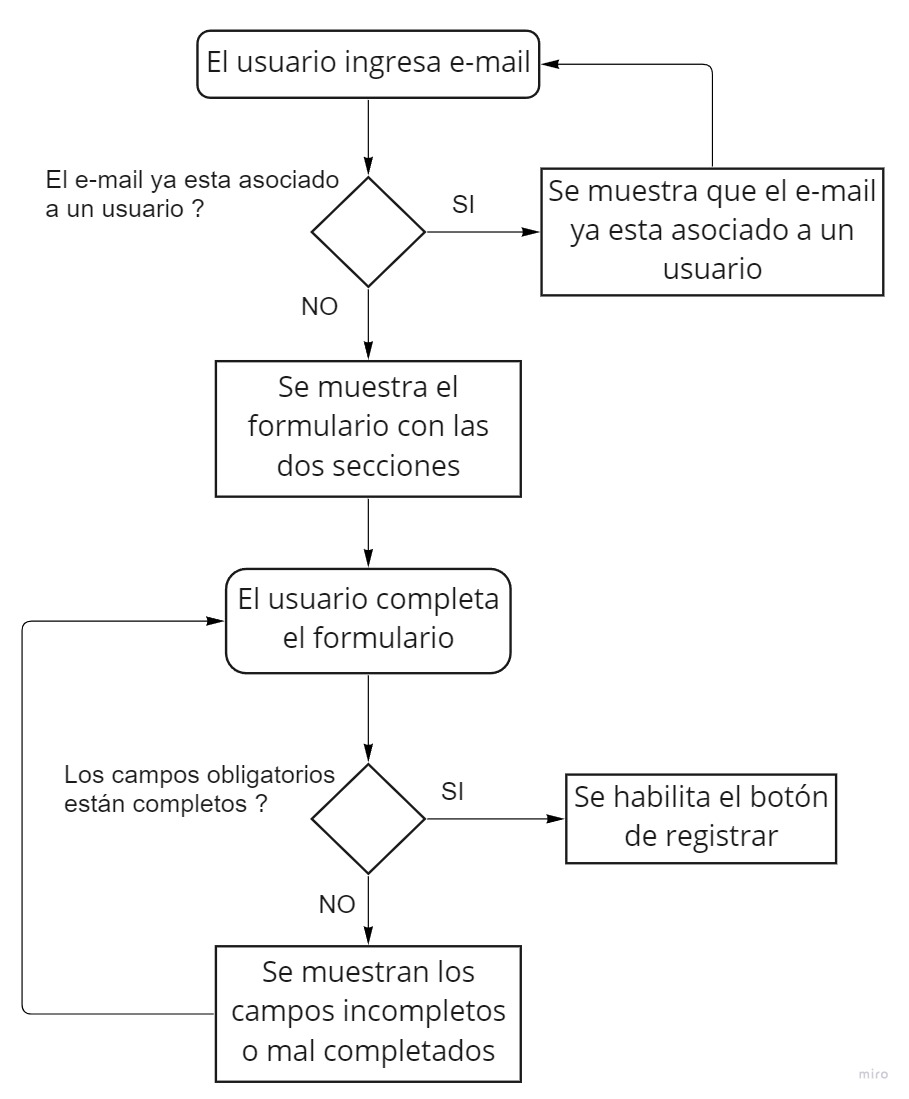 El usuario ingresa e-mail
El e-mail ya esta asociado
a un usuario ?
SI
Se muestra que el e-mail
ya esta asociado a un
usuario
NO
Se muestra el
formulario con las
dos secciones
El usuario completa
el formulario
Los campos obligatorios
están completos ?
SI
Se habilita el botón
de registrar
NO
Se muestran los
campos incompletos
o mal completados
miro